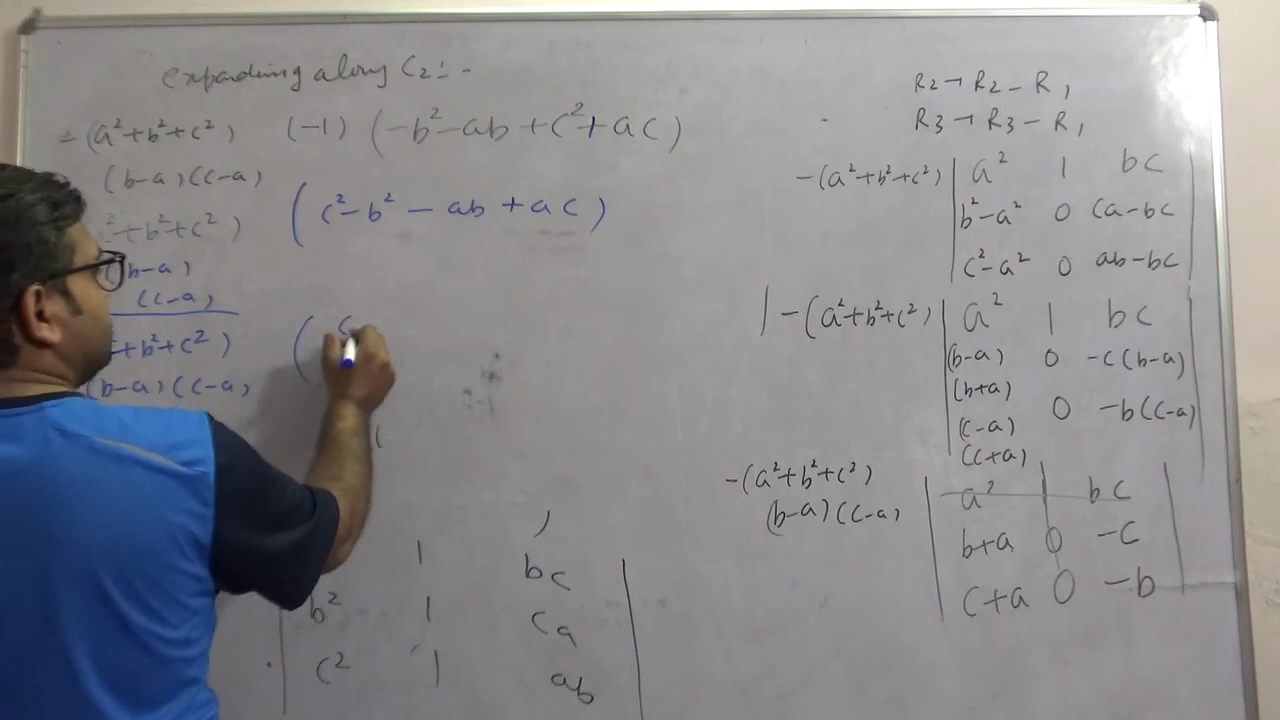 expanding along C₂:-
= (a²+b²+c²) (-1) (-b²-ab+c²+ac)
(b-a)(c-a)
²+b²+c²) (c²-b²-ab+ac)
(b-a)
(c-a)
+b²+c²) (
(b-a)(c-a)
1 bc
b² 1 ca
c² 1 ab
R2→R2-R1
R3→R3-R1
-(a²+b²+c²) | a² 1 bc |
| b²-a² 0 ca-bc |
| c²-a² 0 ab-bc |
-(a²+b²+c²) | a² 1 bc |
(b-a) 0 -c(b-a)
(b+a)
(c-a) 0 -b(c-a)
(c+a)
-(a²+b²+c²) | a² bc |
(b-a)(c-a) | b+a 0 -c |
| c+a 0 -b |